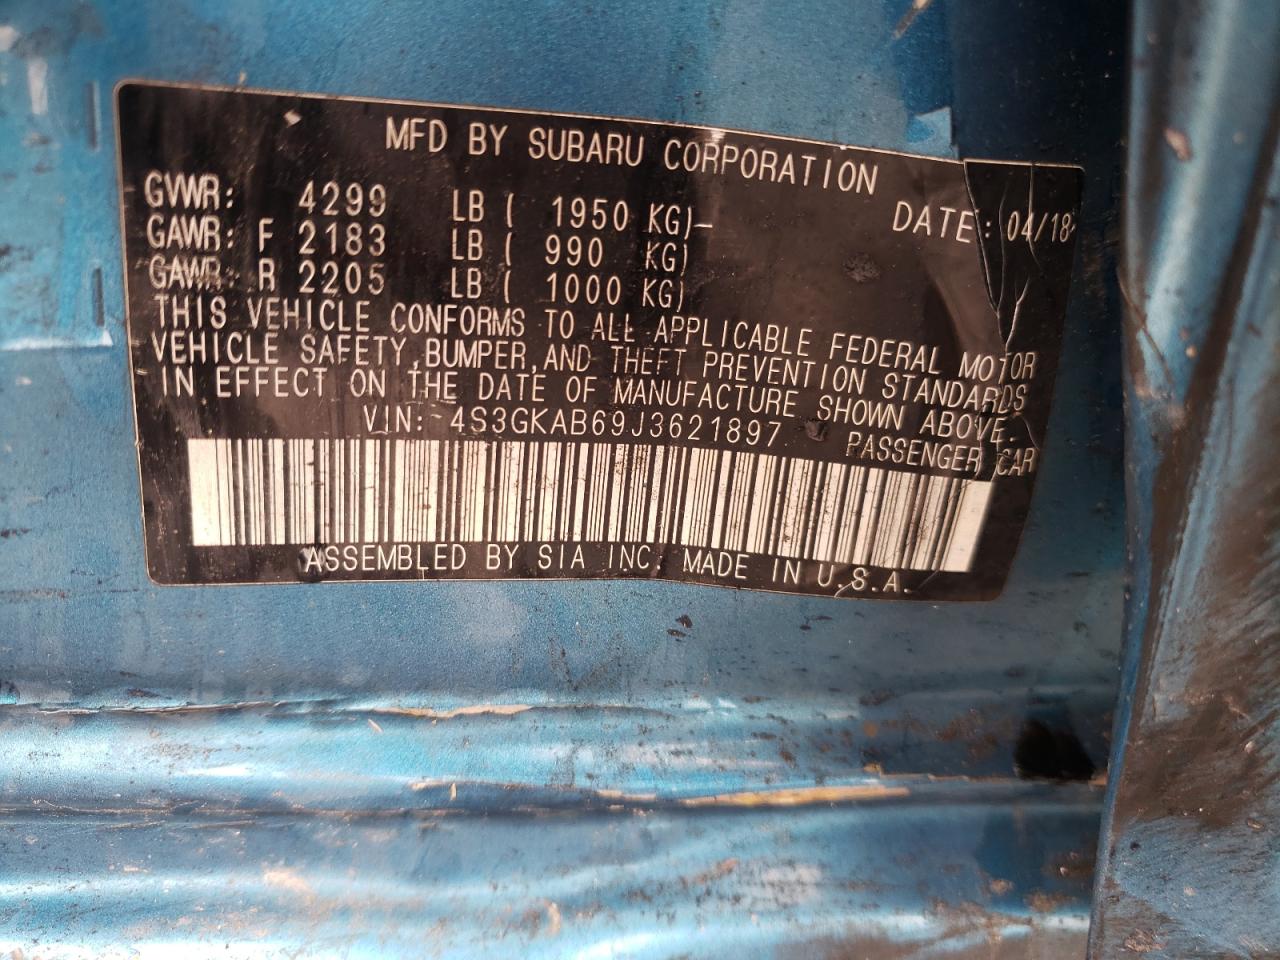 MFD BY SUBARU CORPORATION
GVWR: 4299 LB ( 1950 KG) DATE: 04/18
GAWR: F 2183 LB ( 990 KG)
GAWR: R 2205 LB ( 1000 KG)
THIS VEHICLE CONFORMS TO ALL APPLICABLE FEDERAL MOTOR
VEHICLE SAFETY,BUMPER,AND THEFT PREVENTION STANDARDS
IN EFFECT ON THE DATE OF MANUFACTURE SHOWN ABOVE.
VIN: 4S3GKAB69J3621897 PASSENGER CAR
ASSEMBLED BY SIA INC. MADE IN U.S.A.